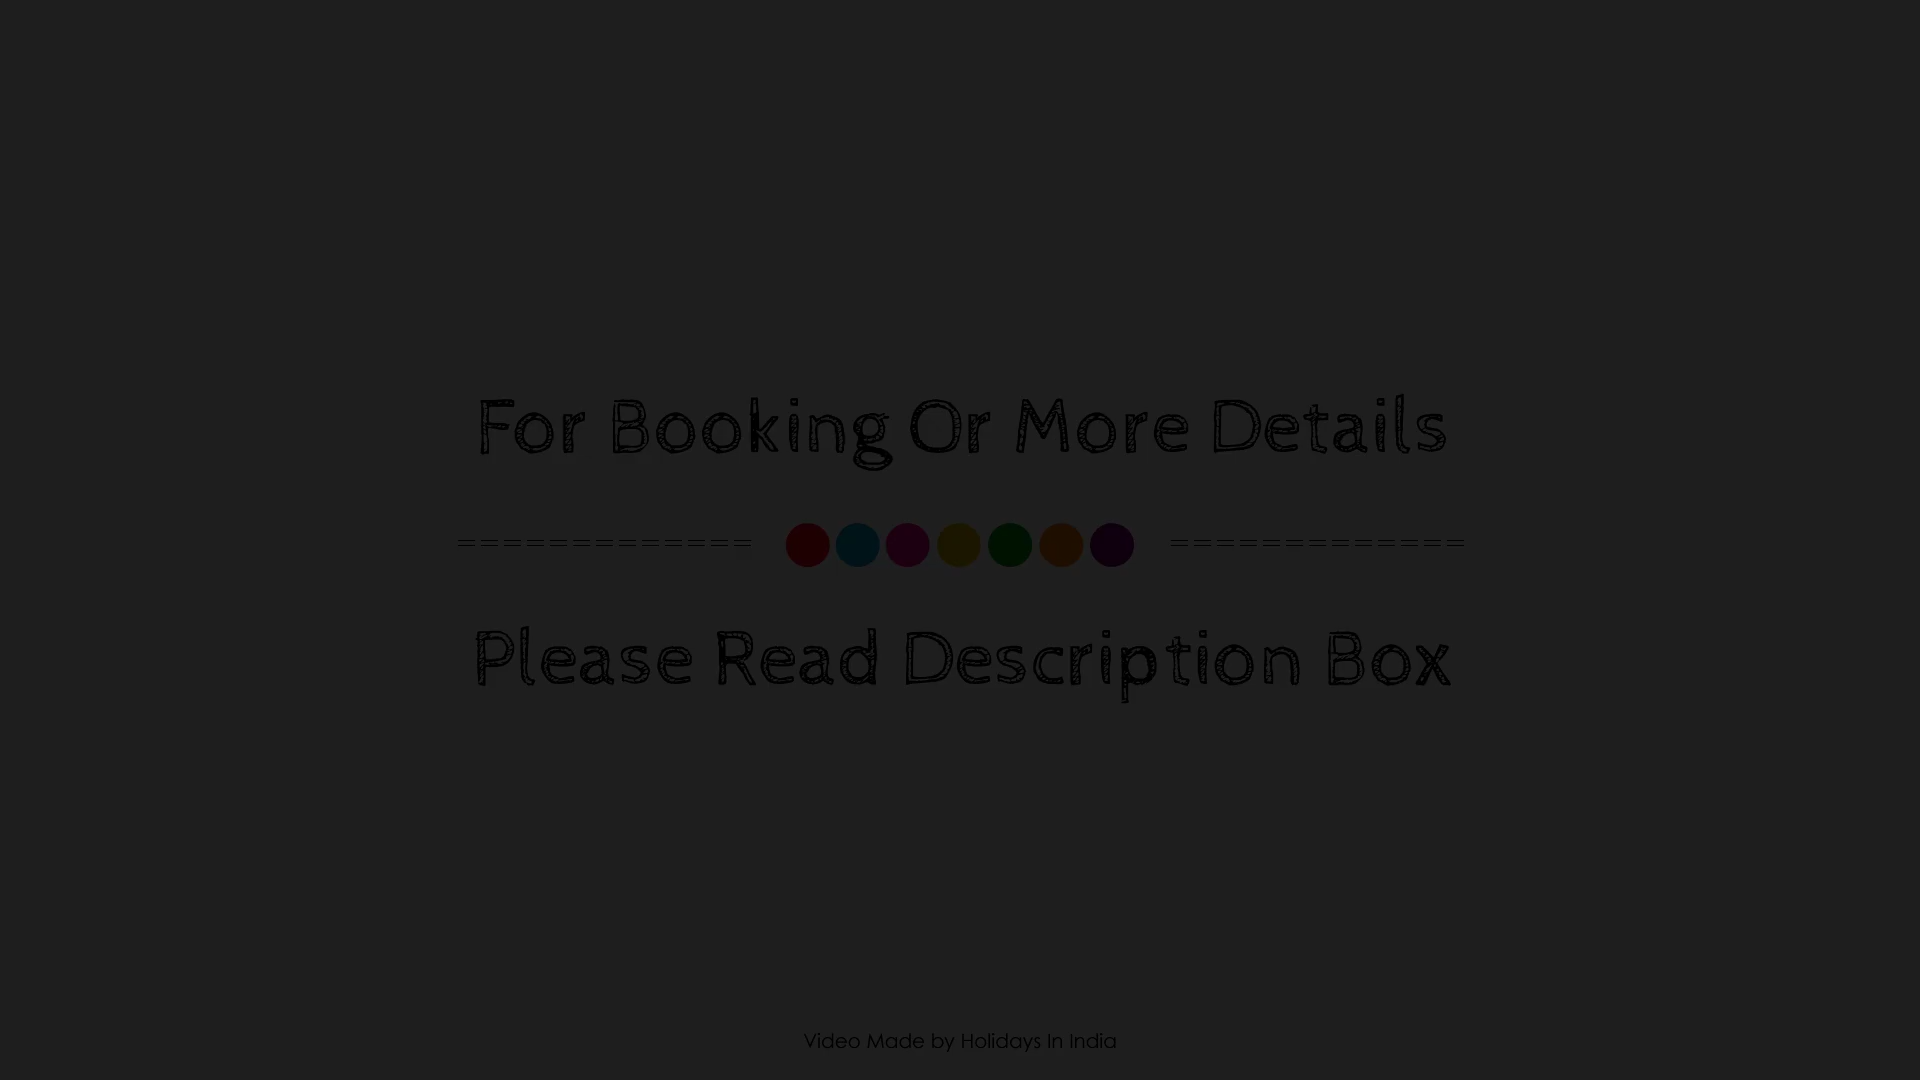 For Booking Or More Details
============= =============
Please Read Description Box
Video Made by Holidays In India